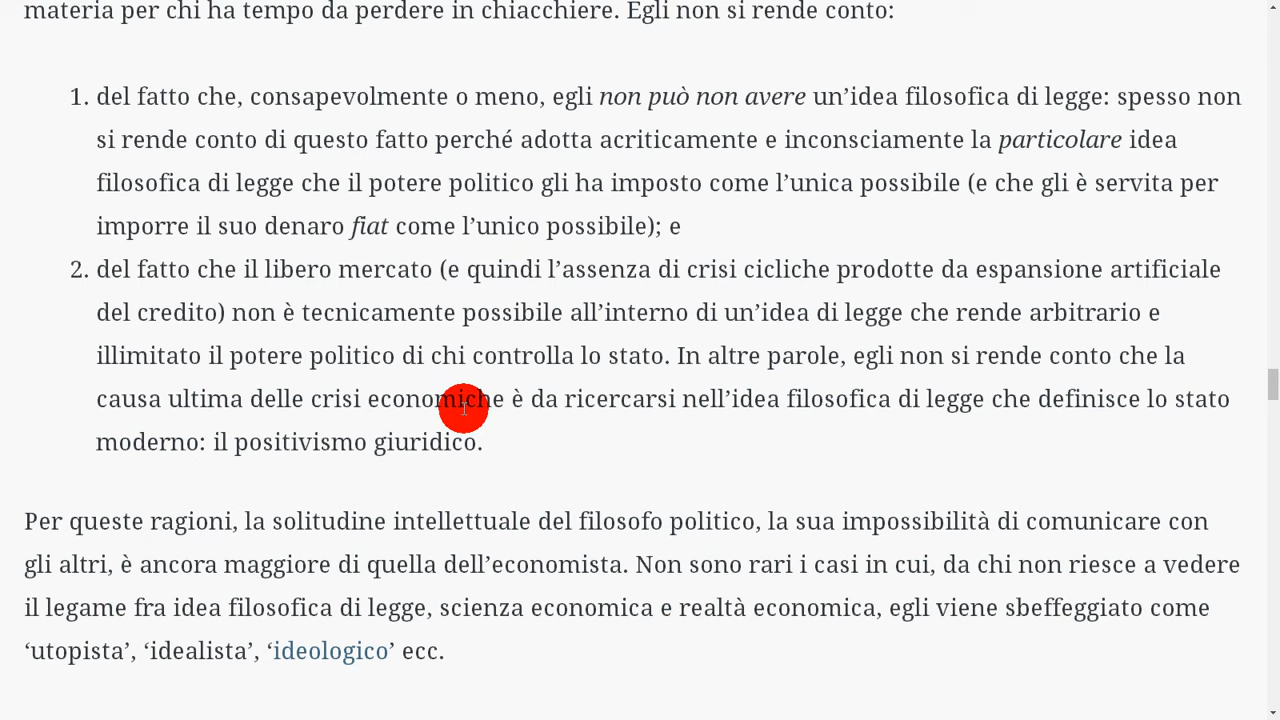 materia per chi ha tempo da perdere in chiacchiere. Egli non si rende conto:
1. del fatto che, consapevolmente o meno, egli non può non avere un’idea filosofica di legge: spesso non
si rende conto di questo fatto perché adotta acriticamente e inconsciamente la particolare idea
filosofica di legge che il potere politico gli ha imposto come l’unica possibile (e che gli è servita per
imporre il suo denaro fiat come l’unico possibile); e
2. del fatto che il libero mercato (e quindi l’assenza di crisi cicliche prodotte da espansione artificiale
del credito) non è tecnicamente possibile all’interno di un’idea di legge che rende arbitrario e
illimitato il potere politico di chi controlla lo stato. In altre parole, egli non si rende conto che la
causa ultima delle crisi economiche è da ricercarsi nell’idea filosofica di legge che definisce lo stato
moderno: il positivismo giuridico.
Per queste ragioni, la solitudine intellettuale del filosofo politico, la sua impossibilità di comunicare con
gli altri, è ancora maggiore di quella dell’economista. Non sono rari i casi in cui, da chi non riesce a vedere
il legame fra idea filosofica di legge, scienza economica e realtà economica, egli viene sbeffeggiato come
‘utopista’, ‘idealista’, ‘ideologico’ ecc.